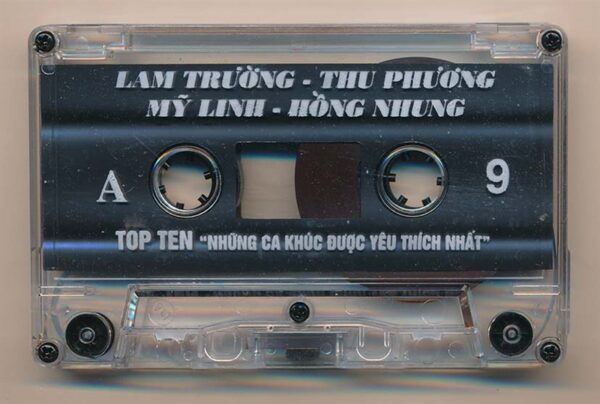 LAM TRƯỜNG - THU PHƯƠNG
MỸ LINH - HỒNG NHUNG
A
9
TOP TEN “NHỮNG CA KHÚC ĐƯỢC YÊU THÍCH NHẤT”